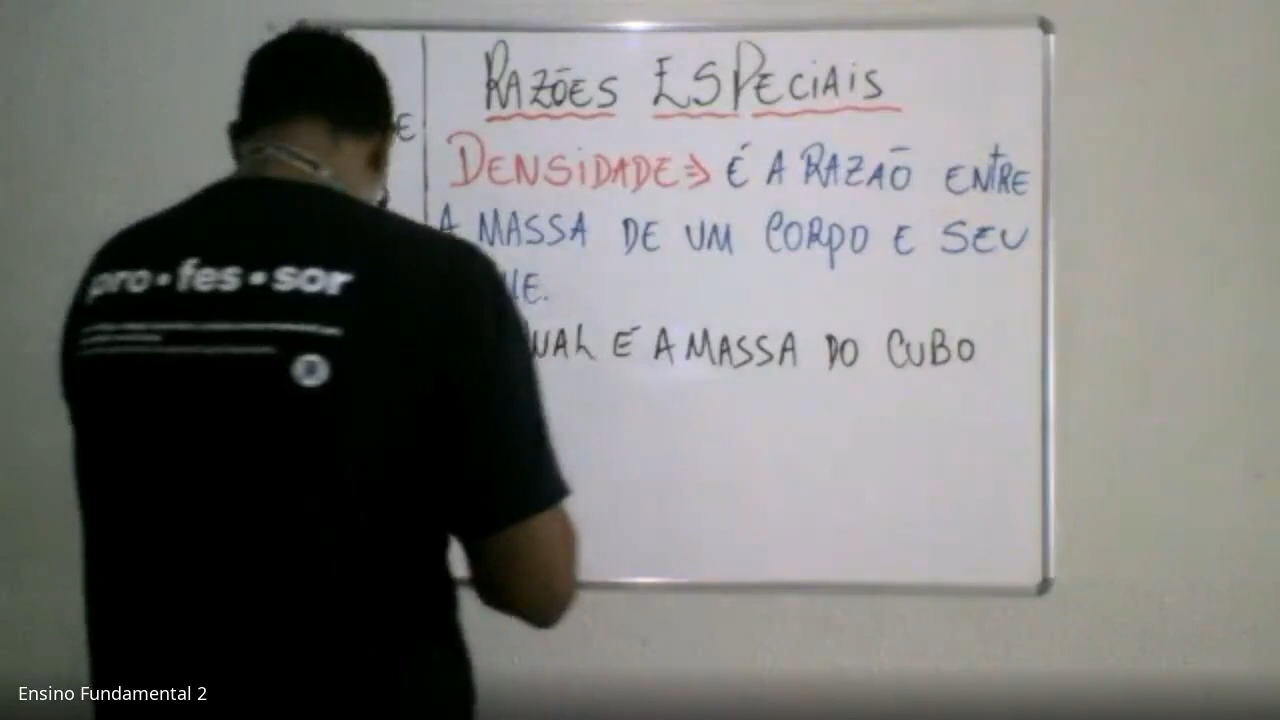 RAZÕES ESPECIAIS
DENSIDADE => É A RAZÃO ENTRE
A MASSA DE UM CORPO E SEU
É A MASSA DO CUBO
pro•fes•sor
Ensino Fundamental 2